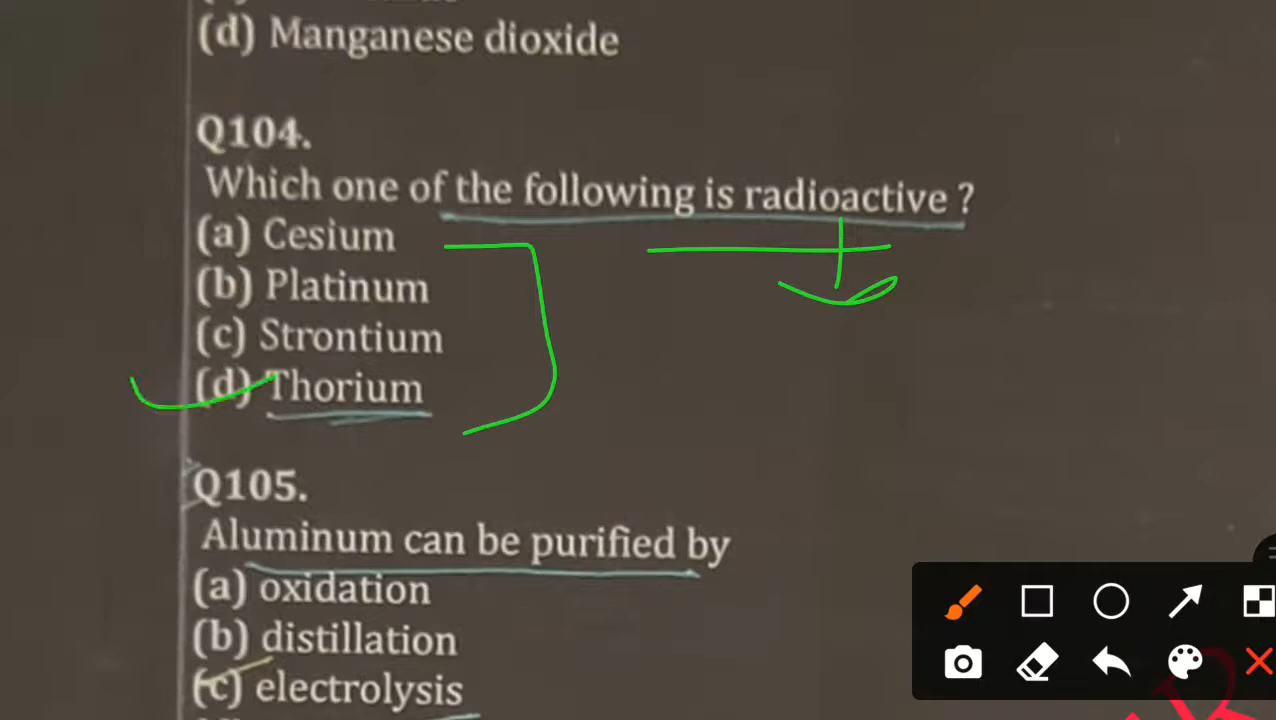 (d) Manganese dioxide
Q104.
Which one of the following is radioactive ?
(a) Cesium
(b) Platinum
(c) Strontium
(d) Thorium
Q105.
Aluminum can be purified by
(a) oxidation
(b) distillation
(c) electrolysis